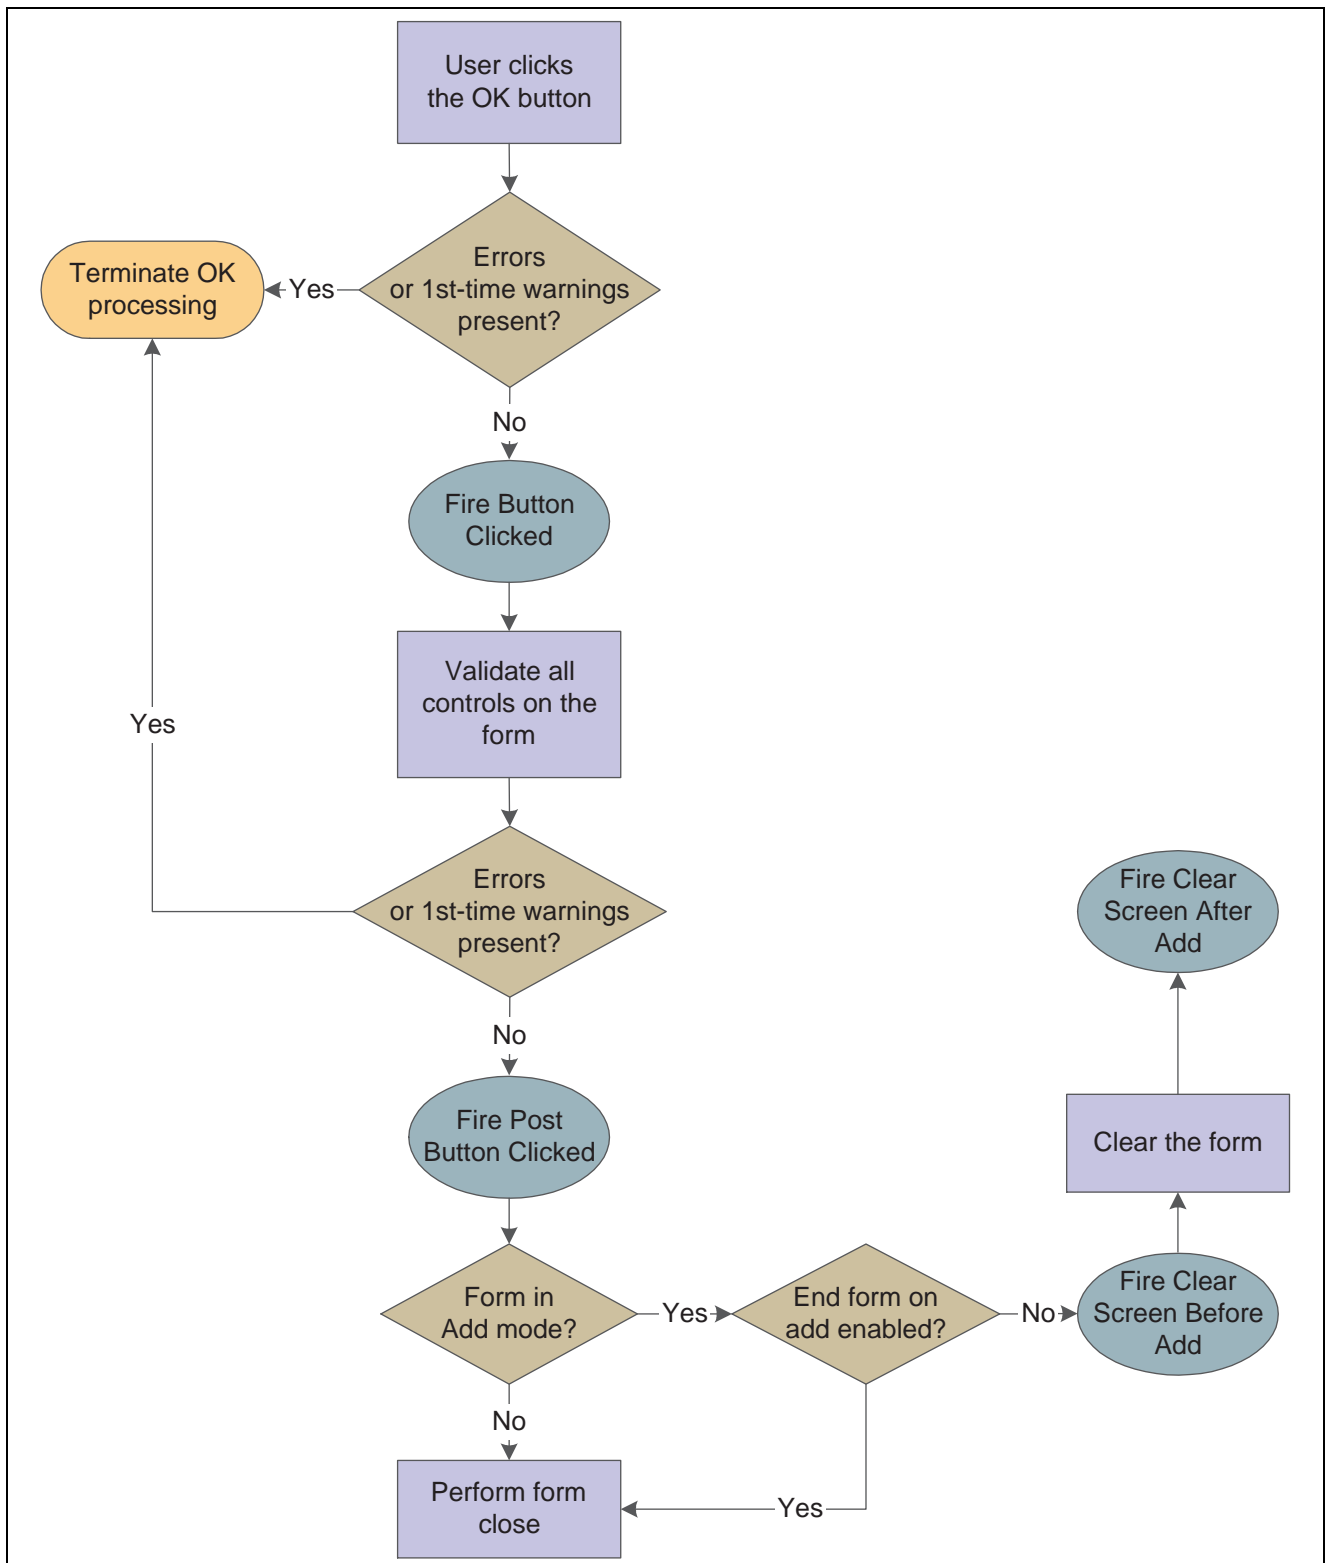 User clicks
the OK button
Errors
or 1st-time warnings
present?
Yes
Terminate OK
processing
No
Fire Button
Clicked
Validate all
controls on the
form
Yes
Errors
or 1st-time warnings
present?
No
Fire Post
Button Clicked
Form in
Add mode?
Yes
End form on
add enabled?
No
Fire Clear
Screen Before
Add
Clear the form
Fire Clear
Screen After
Add
No
Yes
Perform form
close